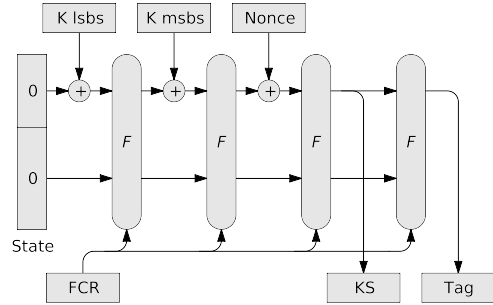 K lsbs K msbs Nonce
0 + + +
F F F F
0
State
FCR KS Tag